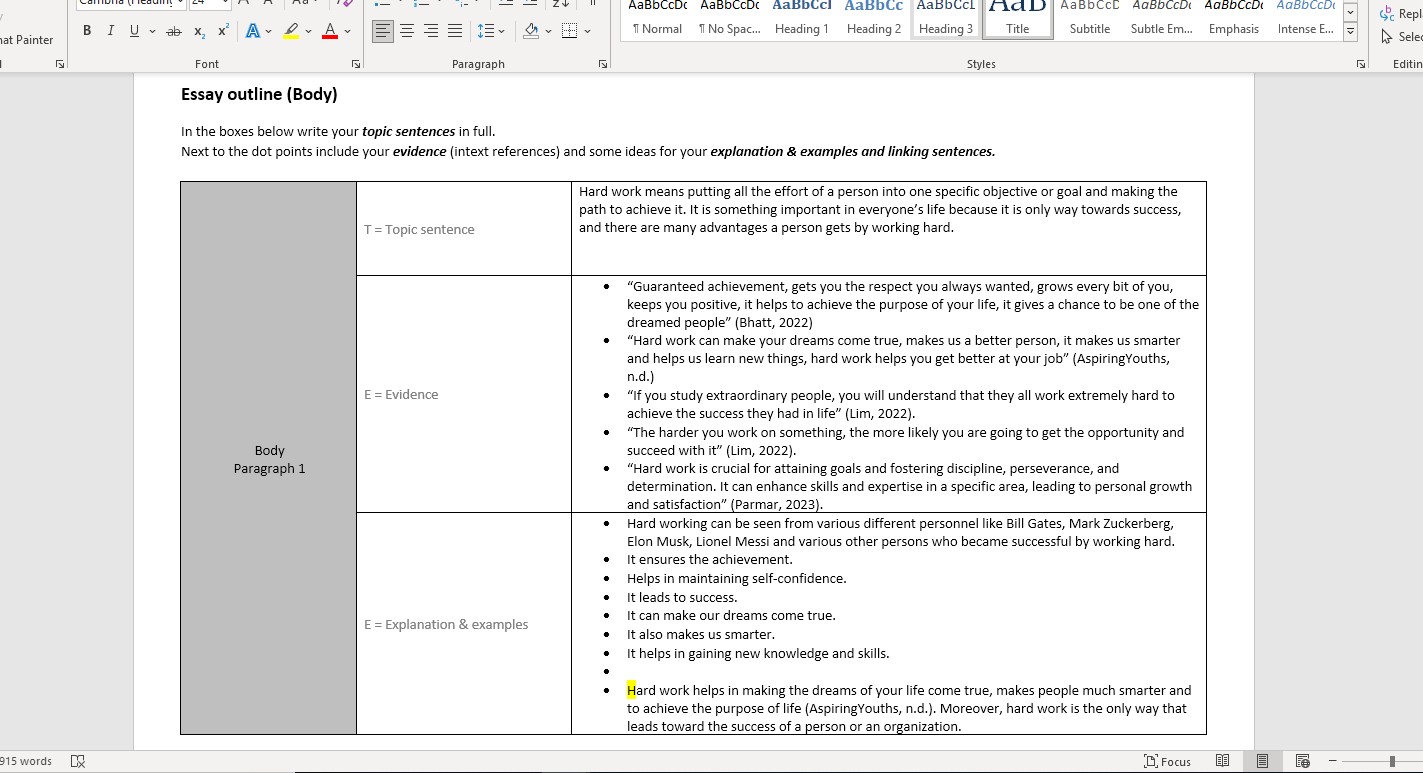 Cambria (Headin
24
Aa
Repl
AaBbCcDc AaBbCcDc AaBbCcI AaBbCc AaBbCcL AaB AaBbCcD AaBbCcDı AaBbCcDı AaBbCcDı
nat Painter
B I U ab x₂ x² A A
¶ Normal ¶ No Spac... Heading 1 Heading 2 Heading 3 Title Subtitle Subtle Em... Emphasis Intense E...
Selec
Font
Paragraph
Styles
Editin
Essay outline (Body)
In the boxes below write your topic sentences in full.
Next to the dot points include your evidence (intext references) and some ideas for your explanation & examples and linking sentences.
Body
Paragraph 1
T = Topic sentence
Hard work means putting all the effort of a person into one specific objective or goal and making the
path to achieve it. It is something important in everyone’s life because it is only way towards success,
and there are many advantages a person gets by working hard.
E = Evidence
• “Guaranteed achievement, gets you the respect you always wanted, grows every bit of you,
keeps you positive, it helps to achieve the purpose of your life, it gives a chance to be one of the
dreamed people” (Bhatt, 2022)
• “Hard work can make your dreams come true, makes us a better person, it makes us smarter
and helps us learn new things, hard work helps you get better at your job” (AspiringYouths,
n.d.)
• “If you study extraordinary people, you will understand that they all work extremely hard to
achieve the success they had in life” (Lim, 2022).
• “The harder you work on something, the more likely you are going to get the opportunity and
succeed with it” (Lim, 2022).
• “Hard work is crucial for attaining goals and fostering discipline, perseverance, and
determination. It can enhance skills and expertise in a specific area, leading to personal growth
and satisfaction” (Parmar, 2023).
E = Explanation & examples
• Hard working can be seen from various different personnel like Bill Gates, Mark Zuckerberg,
Elon Musk, Lionel Messi and various other persons who became successful by working hard.
• It ensures the achievement.
• Helps in maintaining self-confidence.
• It leads to success.
• It can make our dreams come true.
• It also makes us smarter.
• It helps in gaining new knowledge and skills.
•
• Hard work helps in making the dreams of your life come true, makes people much smarter and
to achieve the purpose of life (AspiringYouths, n.d.). Moreover, hard work is the only way that
leads toward the success of a person or an organization.
915 words
Focus